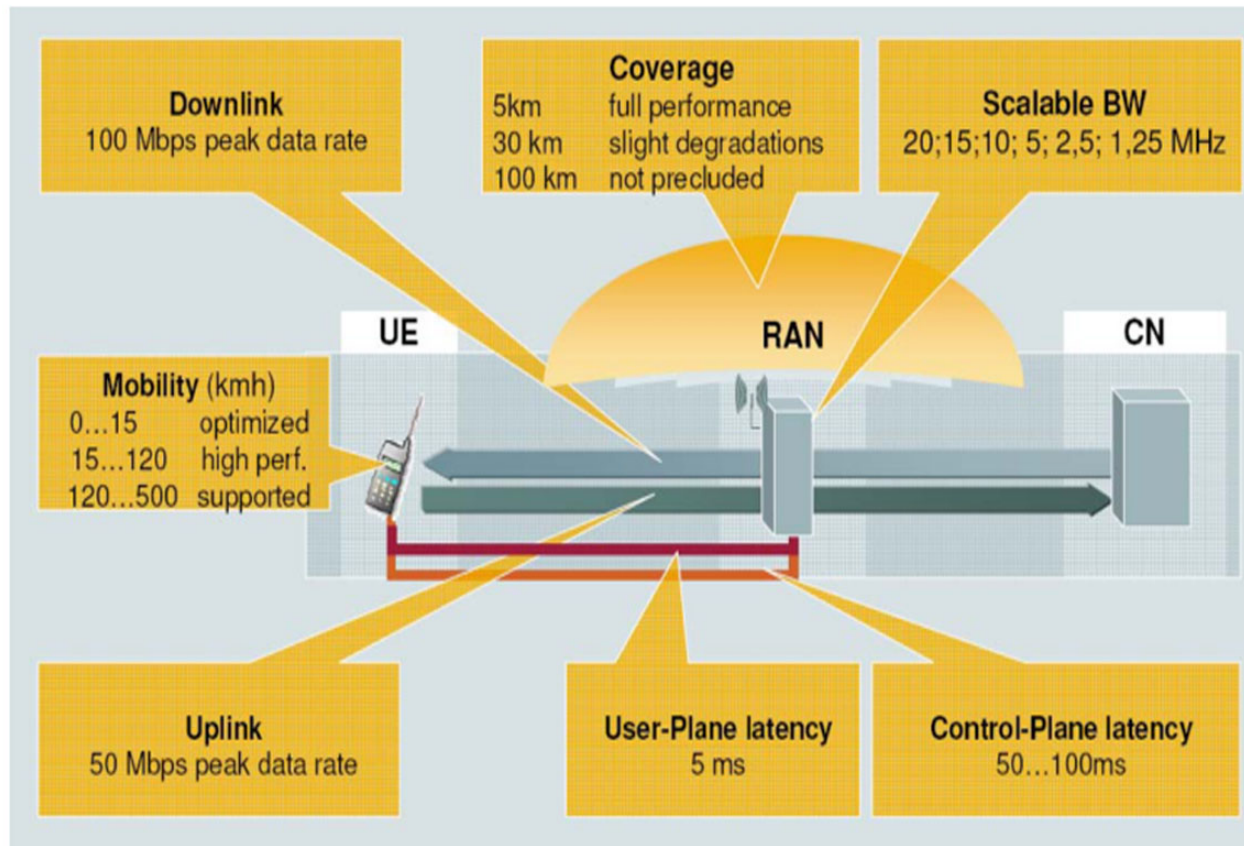 Downlink
100 Mbps peak data rate
Coverage
5km full performance
30 km slight degradations
100 km not precluded
Scalable BW
20;15;10; 5; 2,5; 1,25 MHz
UE
RAN
CN
Mobility (kmh)
0...15 optimized
15...120 high perf.
120...500 supported
Uplink
50 Mbps peak data rate
User-Plane latency
5 ms
Control-Plane latency
50...100ms